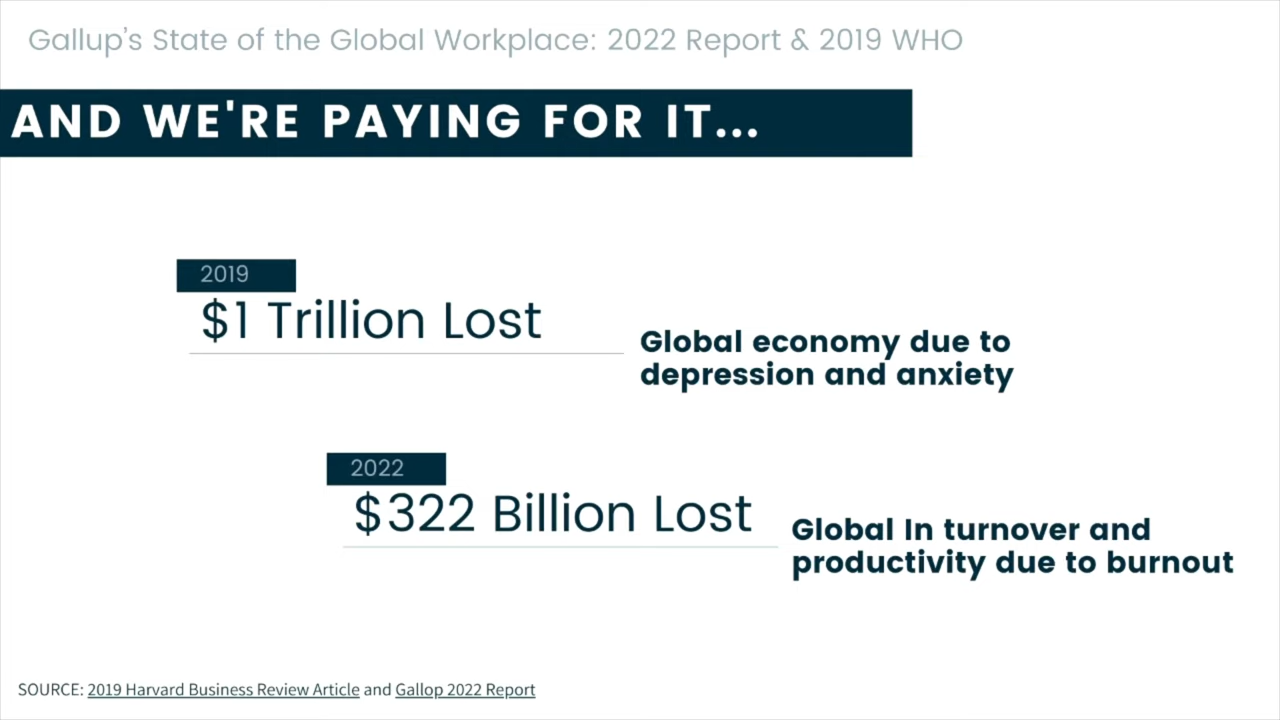 Gallup's State of the Global Workplace: 2022 Report & 2019 WHO
AND WE'RE PAYING FOR IT...
2019
$1 Trillion Lost
Global economy due to
depression and anxiety
2022
$322 Billion Lost
Global In turnover and
productivity due to burnout
SOURCE: 2019 Harvard Business Review Article and Gallop 2022 Report